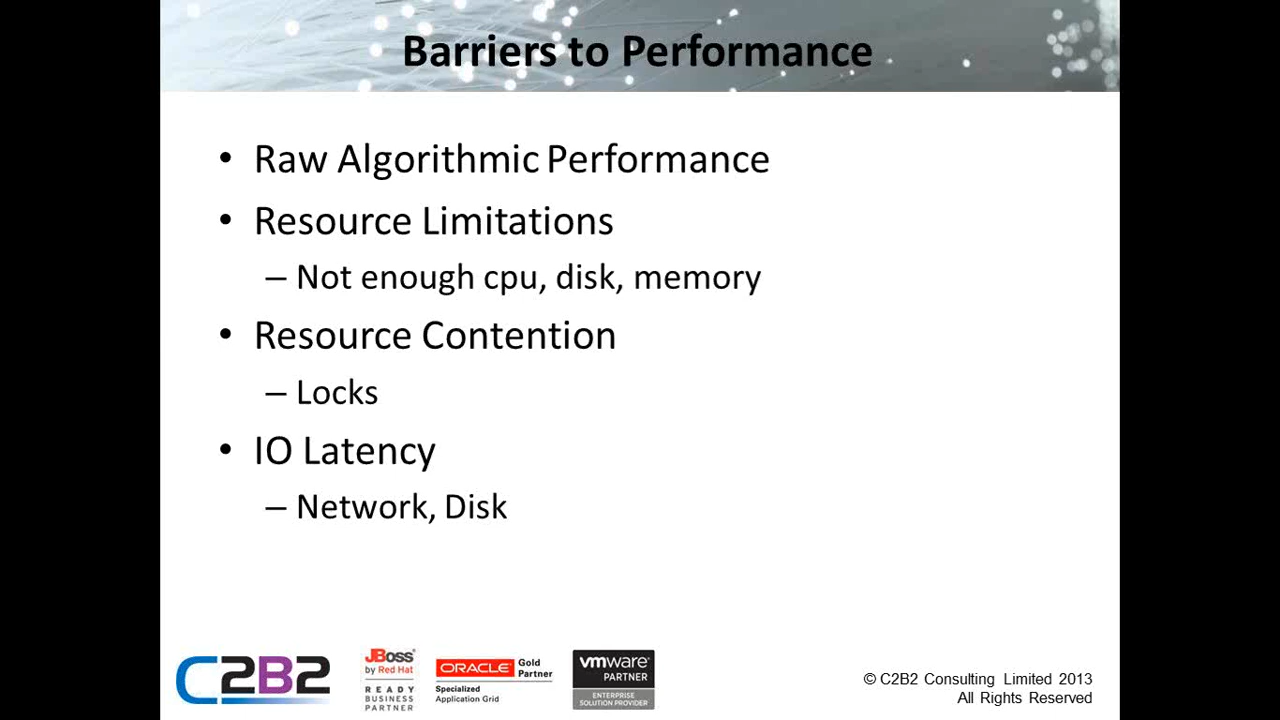 Barriers to Performance
• Raw Algorithmic Performance
• Resource Limitations
– Not enough cpu, disk, memory
• Resource Contention
– Locks
• IO Latency
– Network, Disk
C2B2
JBoss
by Red Hat
READY
BUSINESS
PARTNER
ORACLE
Gold
Partner
Specialized
Application Grid
vmware
PARTNER
ENTERPRISE
SOLUTION PROVIDER
© C2B2 Consulting Limited 2013
All Rights Reserved